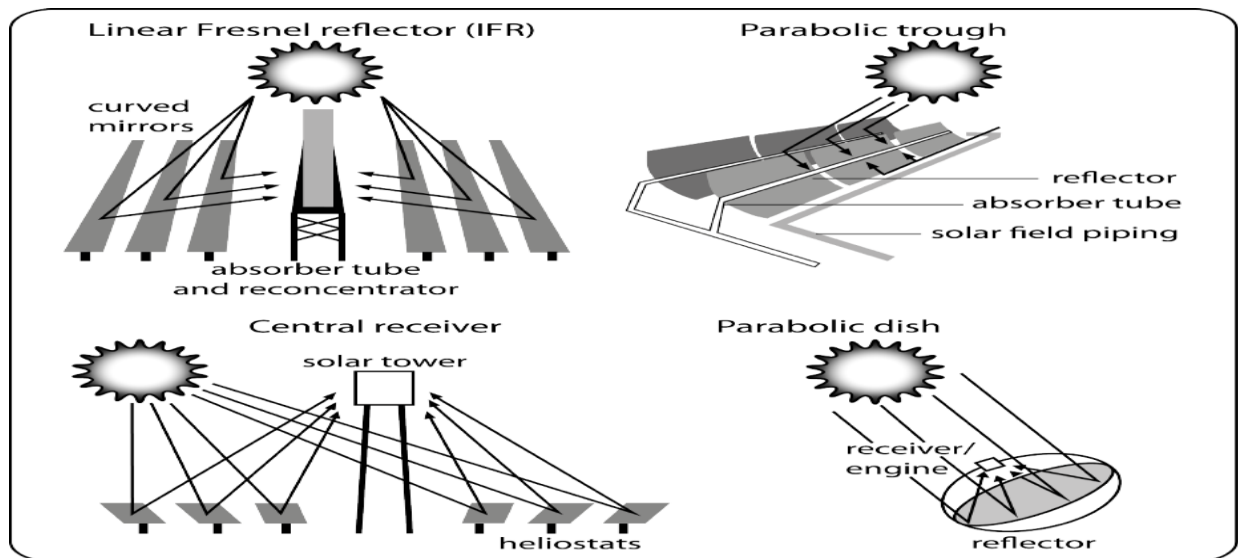 Linear Fresnel reflector (IFR)
curved
mirrors
absorber tube
and reconcentrator
Parabolic trough
reflector
absorber tube
solar field piping
Central receiver
solar tower
heliostats
Parabolic dish
receiver/
engine
reflector